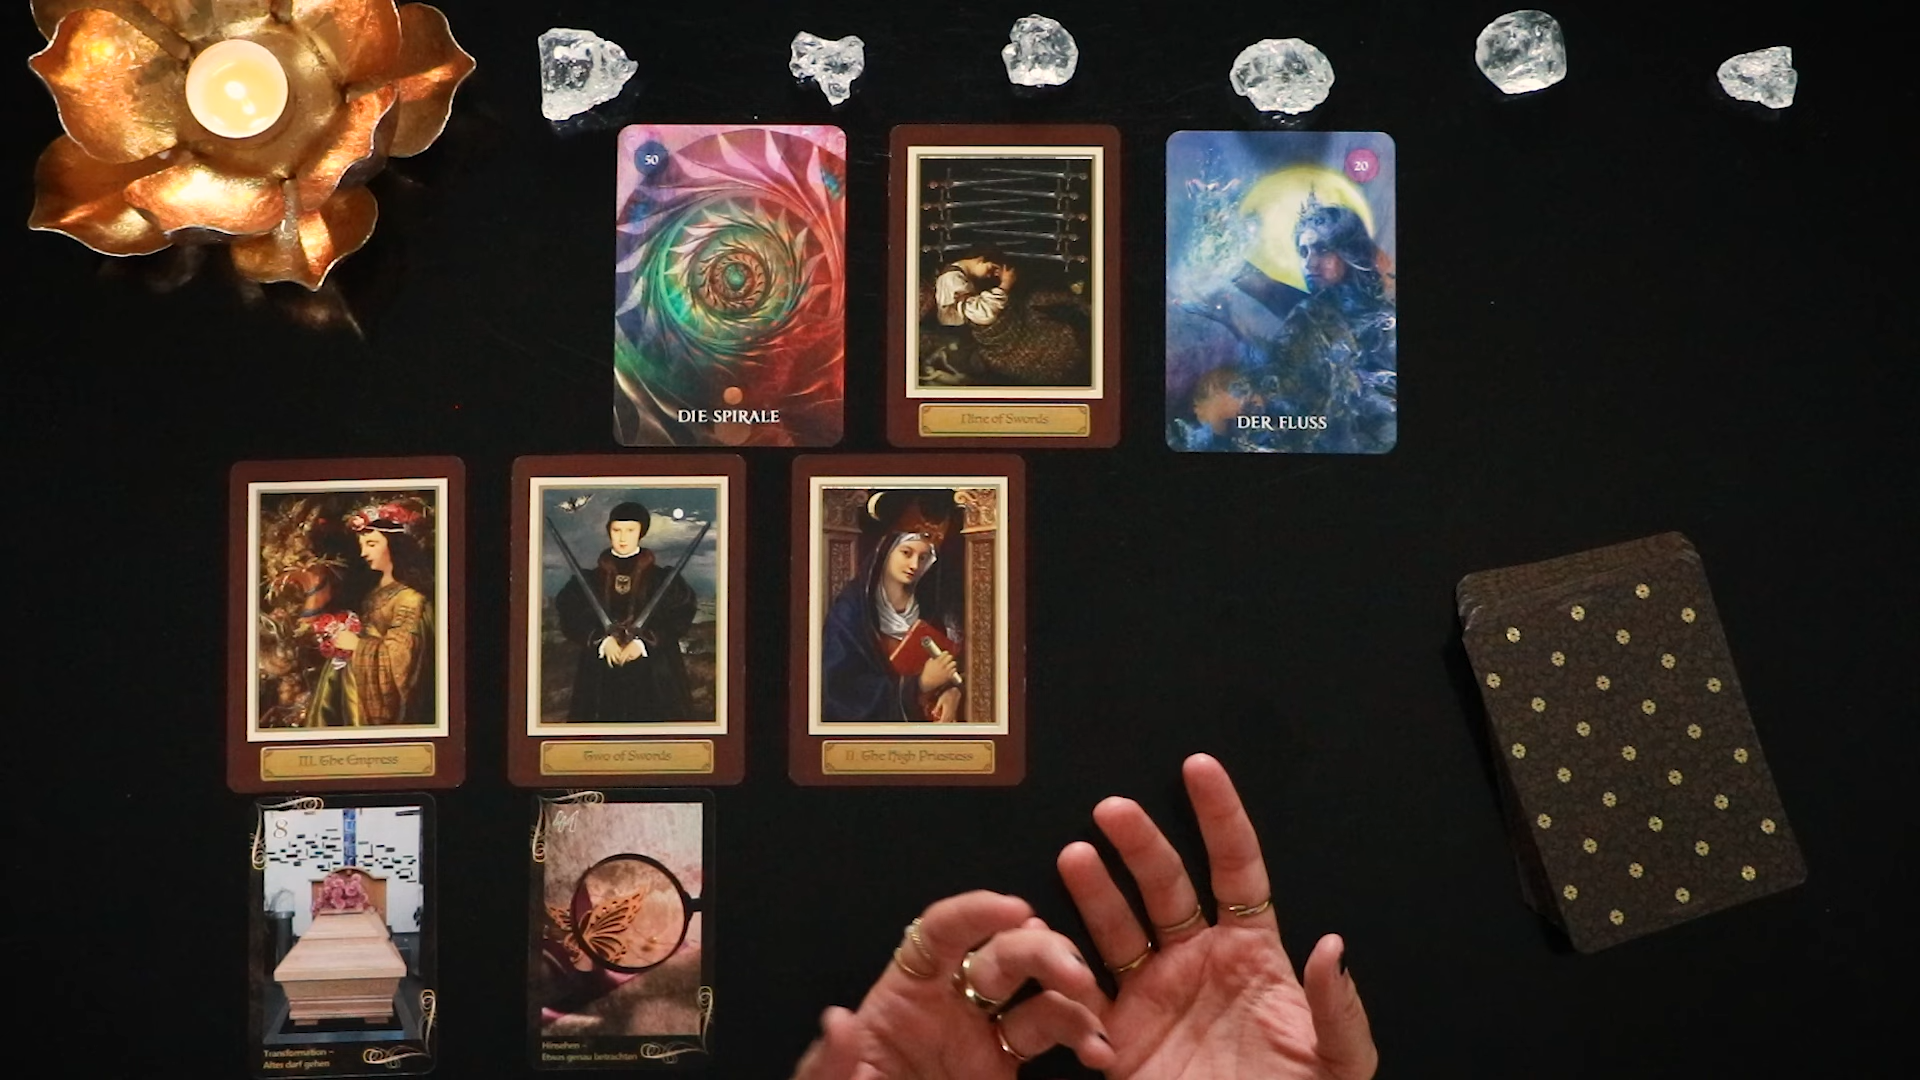 50
20
DIE SPIRALE
Nine of Swords
DER FLUSS
III. The Empress
Two of Swords
II. The High Priestess
8
44
Transformation –
Altes darf gehen
Hinsehen –
Etwas genau betrachten